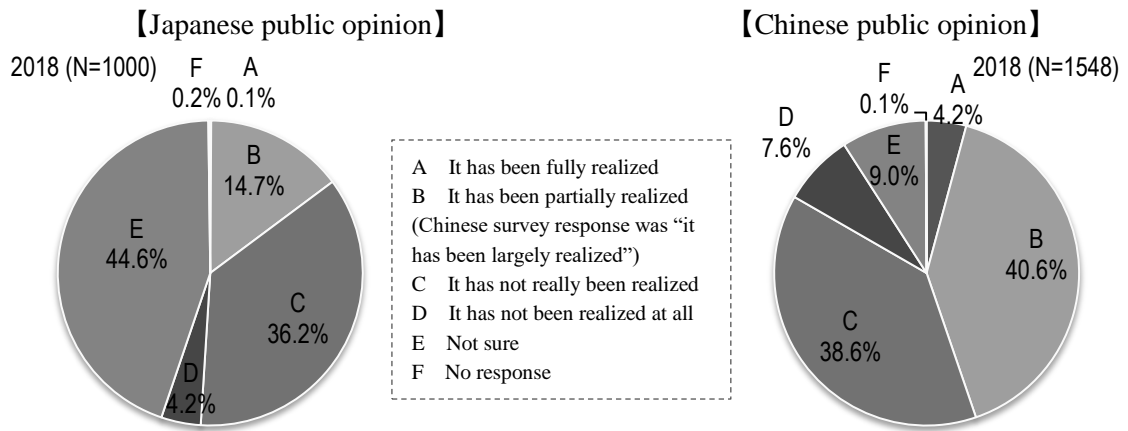 【Japanese public opinion】
2018 (N=1000)
F
0.2%
A
0.1%
B
14.7%
C
36.2%
D
4.2%
E
44.6%
A It has been fully realized
B It has been partially realized
(Chinese survey response was “it
has been largely realized”)
C It has not really been realized
D It has not been realized at all
E Not sure
F No response
【Chinese public opinion】
2018 (N=1548)
F
0.1%
A
4.2%
B
40.6%
C
38.6%
D
7.6%
E
9.0%